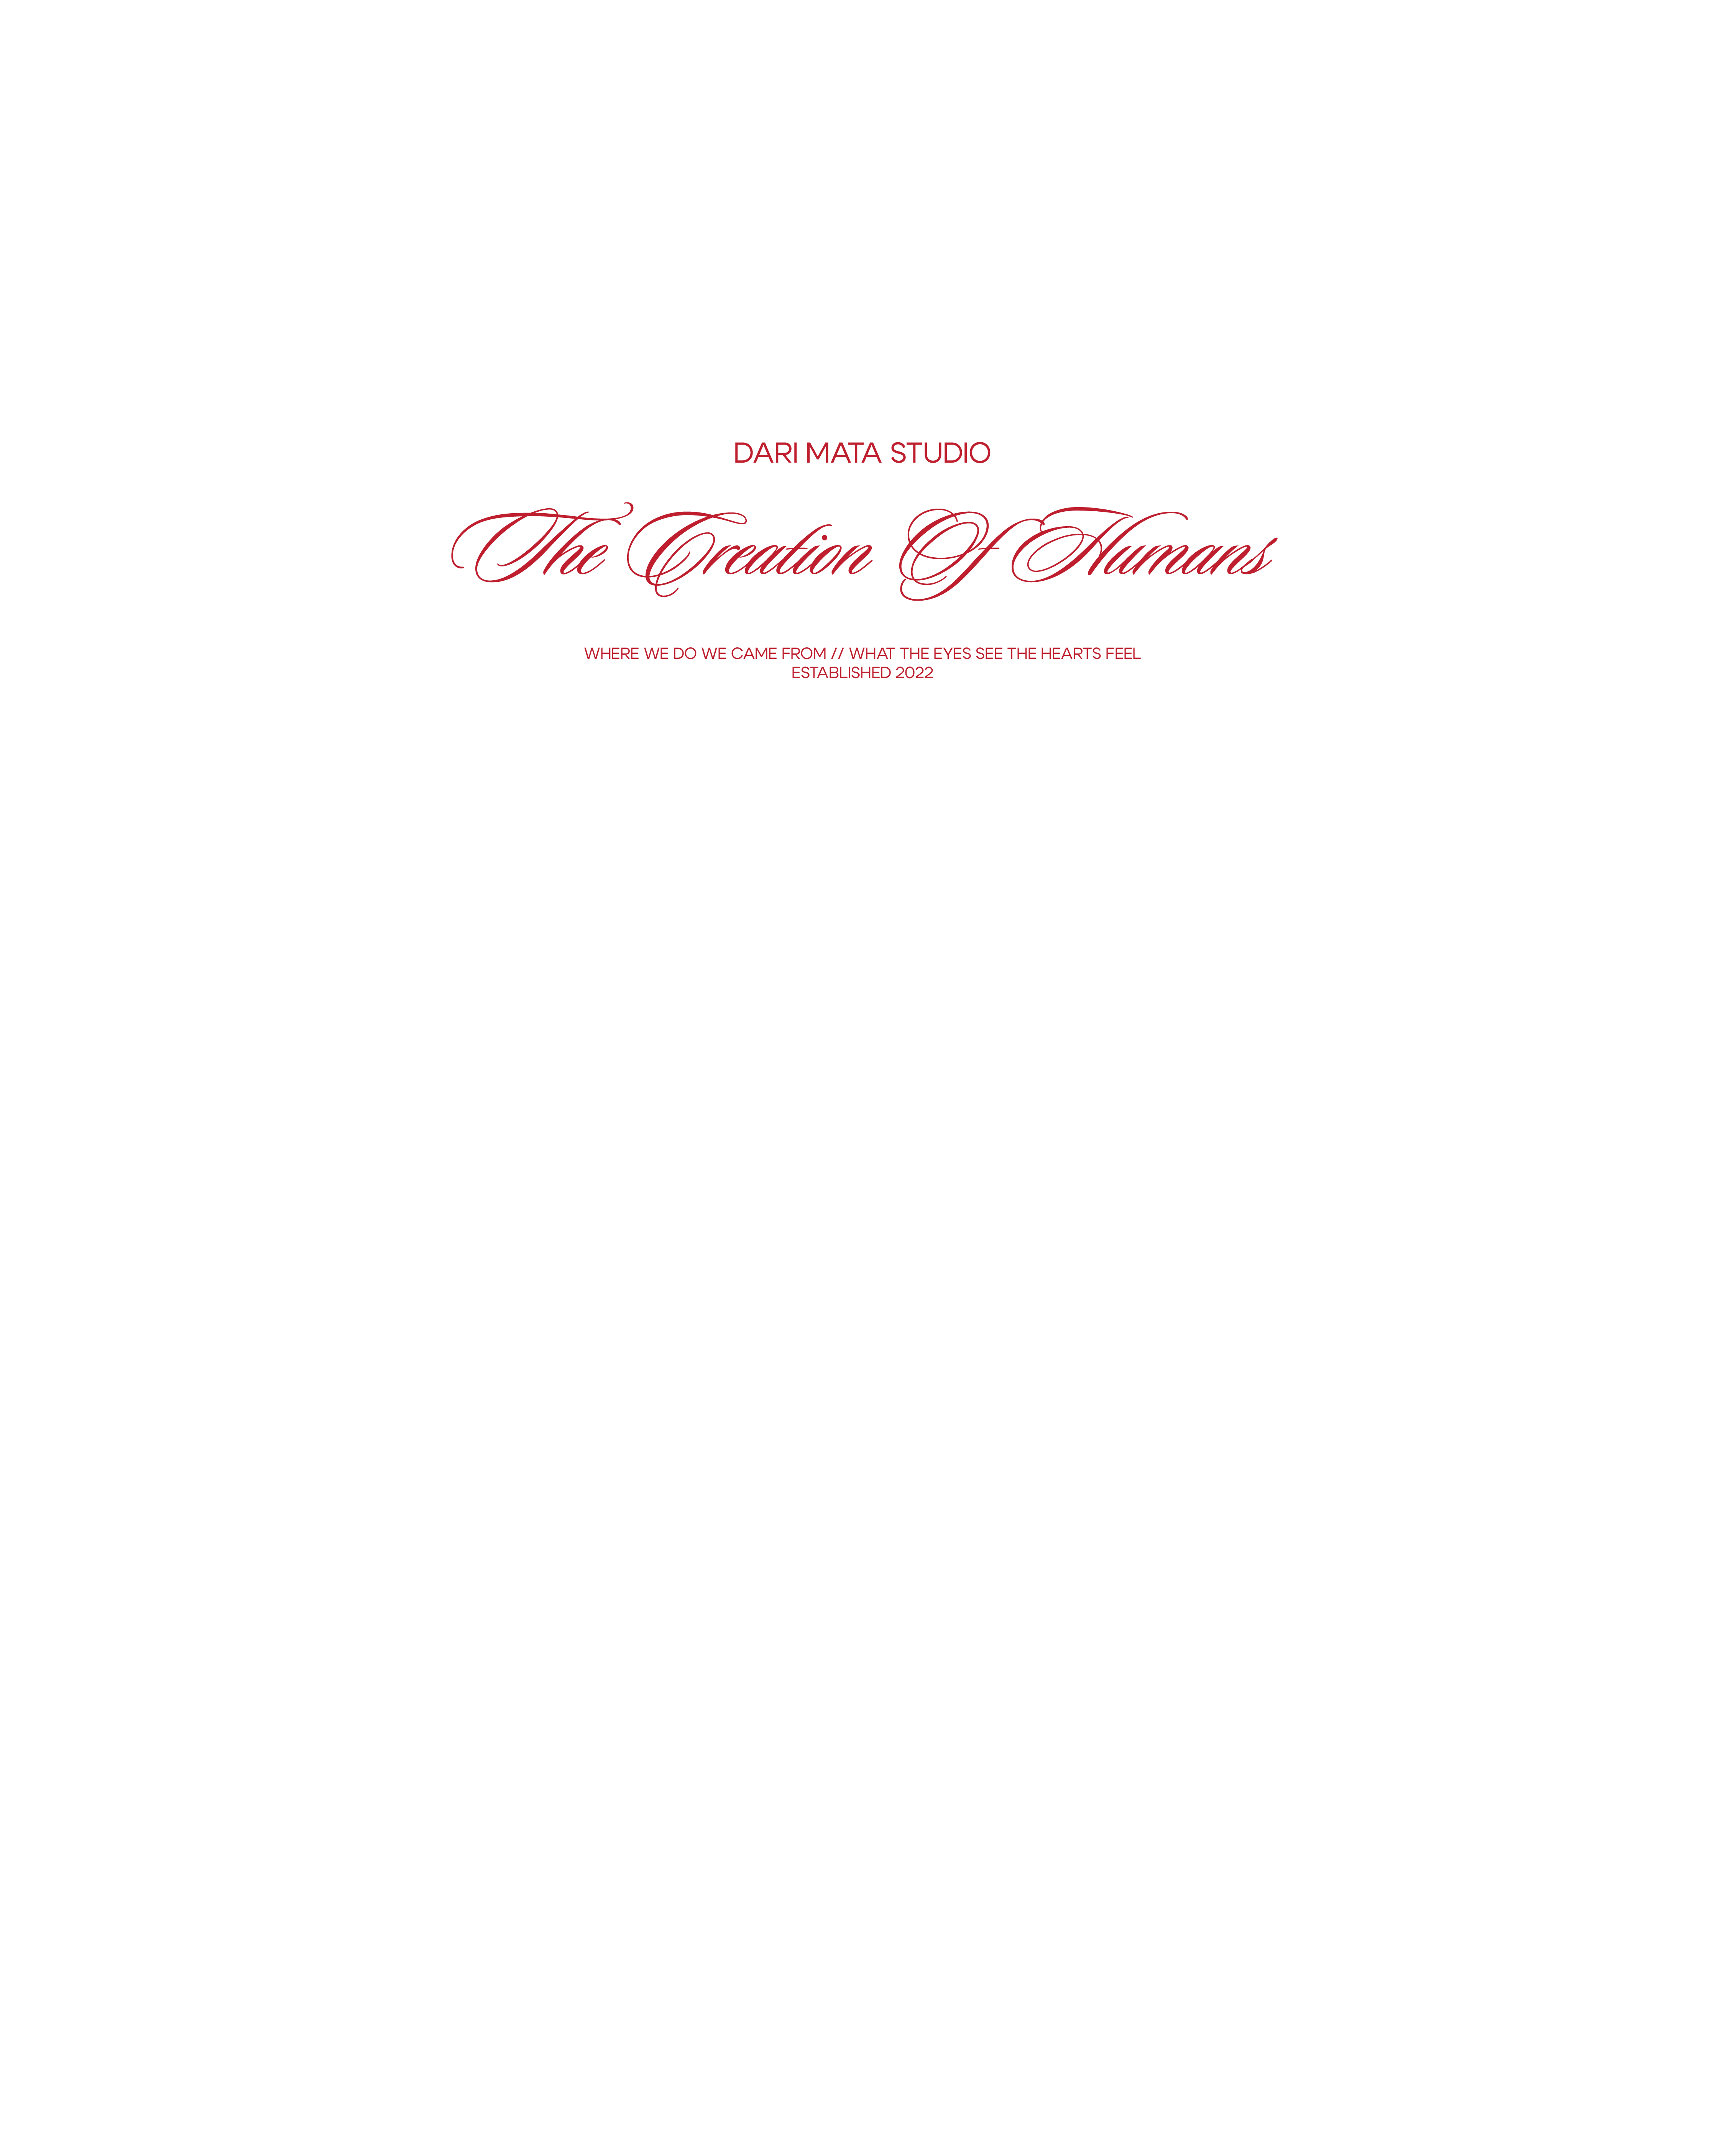 DARI MATA STUDIO
The Creation Of Humans
WHERE WE DO WE CAME FROM // WHAT THE EYES SEE THE HEARTS FEEL
ESTABLISHED 2022